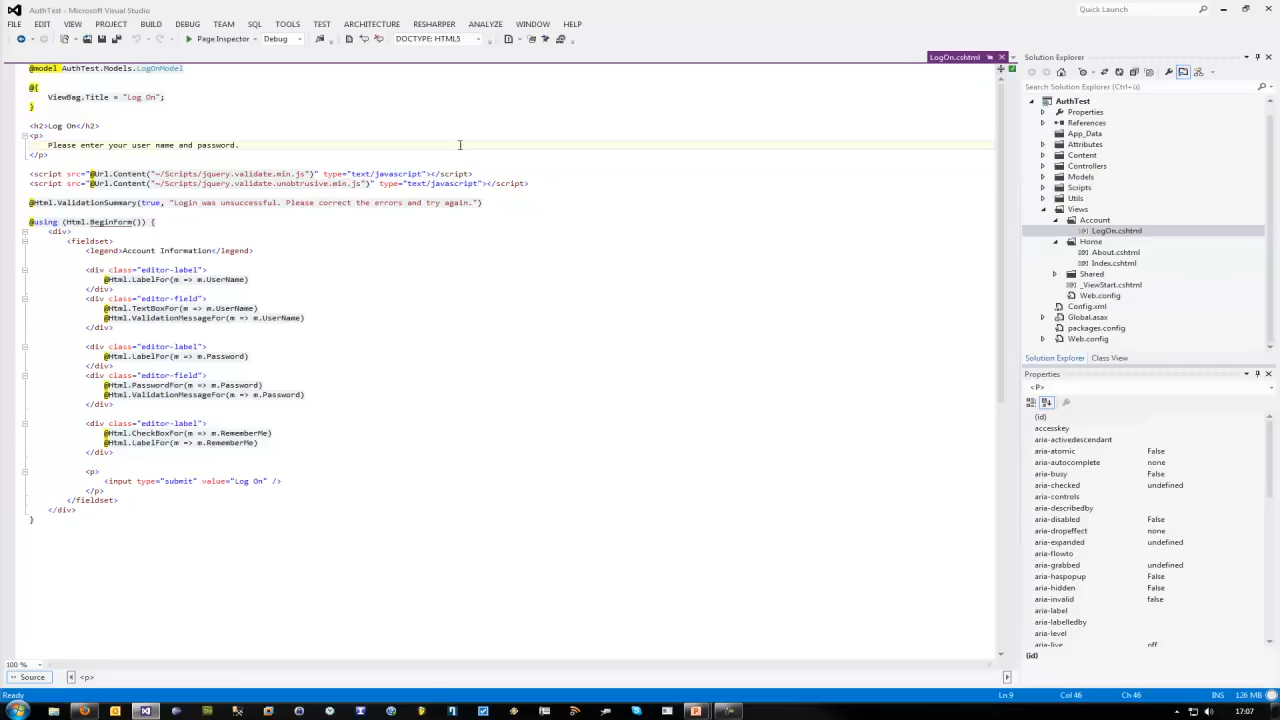 AuthTest - Microsoft Visual Studio
Quick Launch
FILE EDIT VIEW PROJECT BUILD DEBUG TEAM SQL TOOLS TEST ARCHITECTURE RESHARPER ANALYZE WINDOW HELP
Page Inspector Debug DOCTYPE: HTML5
LogOn.cshtml
@model AuthTest.Models.LogOnModel
@{
ViewBag.Title = "Log On";
}
<h2>Log On</h2>
<p>
Please enter your user name and password.
</p>
<script src="@Url.Content("~/Scripts/jquery.validate.min.js")" type="text/javascript"></script>
<script src="@Url.Content("~/Scripts/jquery.validate.unobtrusive.min.js")" type="text/javascript"></script>
@Html.ValidationSummary(true, "Login was unsuccessful. Please correct the errors and try again.")
@using (Html.BeginForm()) {
<div>
<fieldset>
<legend>Account Information</legend>
<div class="editor-label">
@Html.LabelFor(m => m.UserName)
</div>
<div class="editor-field">
@Html.TextBoxFor(m => m.UserName)
@Html.ValidationMessageFor(m => m.UserName)
</div>
<div class="editor-label">
@Html.LabelFor(m => m.Password)
</div>
<div class="editor-field">
@Html.PasswordFor(m => m.Password)
@Html.ValidationMessageFor(m => m.Password)
</div>
<div class="editor-label">
@Html.CheckBoxFor(m => m.RememberMe)
@Html.LabelFor(m => m.RememberMe)
</div>
<p>
<input type="submit" value="Log On" />
</p>
</fieldset>
</div>
}
100 %
Source <p>
Solution Explorer
Search Solution Explorer (Ctrl+ü)
AuthTest
Properties
References
App_Data
Attributes
Content
Controllers
Models
Scripts
Utils
Views
Account
LogOn.cshtml
Home
About.cshtml
Index.cshtml
Shared
_ViewStart.cshtml
Web.config
Config.xml
Global.asax
packages.config
Web.config
Solution Explorer Class View
Properties
<P>
(id)
accesskey
aria-activedescendant
aria-atomic False
aria-autocomplete none
aria-busy False
aria-checked undefined
aria-controls
aria-describedby
aria-disabled False
aria-dropeffect none
aria-expanded undefined
aria-flowto
aria-grabbed undefined
aria-haspopup False
aria-hidden False
aria-invalid false
aria-label
aria-labelledby
aria-level
aria-live off
(id)
Ready Ln 9 Col 46 Ch 46 INS 126 MB
17:07